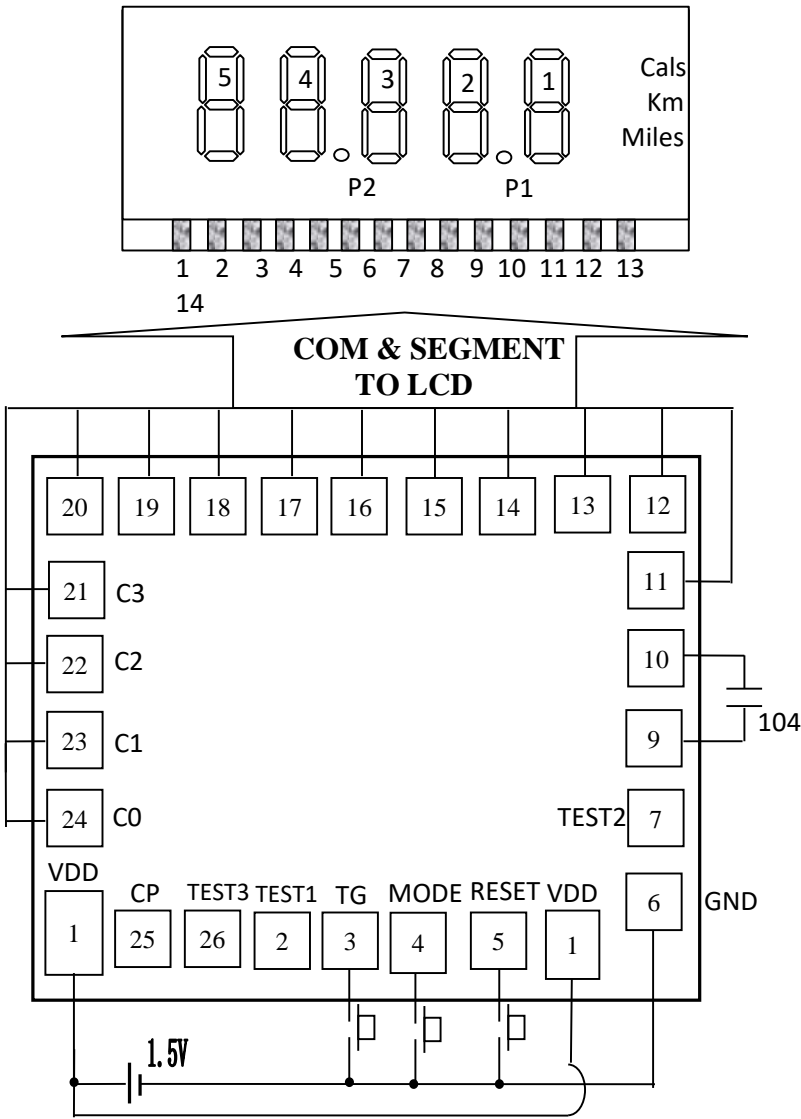 5 4 3 2 1
Cals
Km
Miles
P2 P1
1 2 3 4 5 6 7 8 9 10 11 12 13
14
COM & SEGMENT
TO LCD
20 19 18 17 16 15 14 13 12
21 C3 11
22 C2 10
104
23 C1 9
24 C0 TEST2 7
VDD CP TEST3 TEST1 TG MODE RESET VDD 6 GND
1 25 26 2 3 4 5 1
1.5V